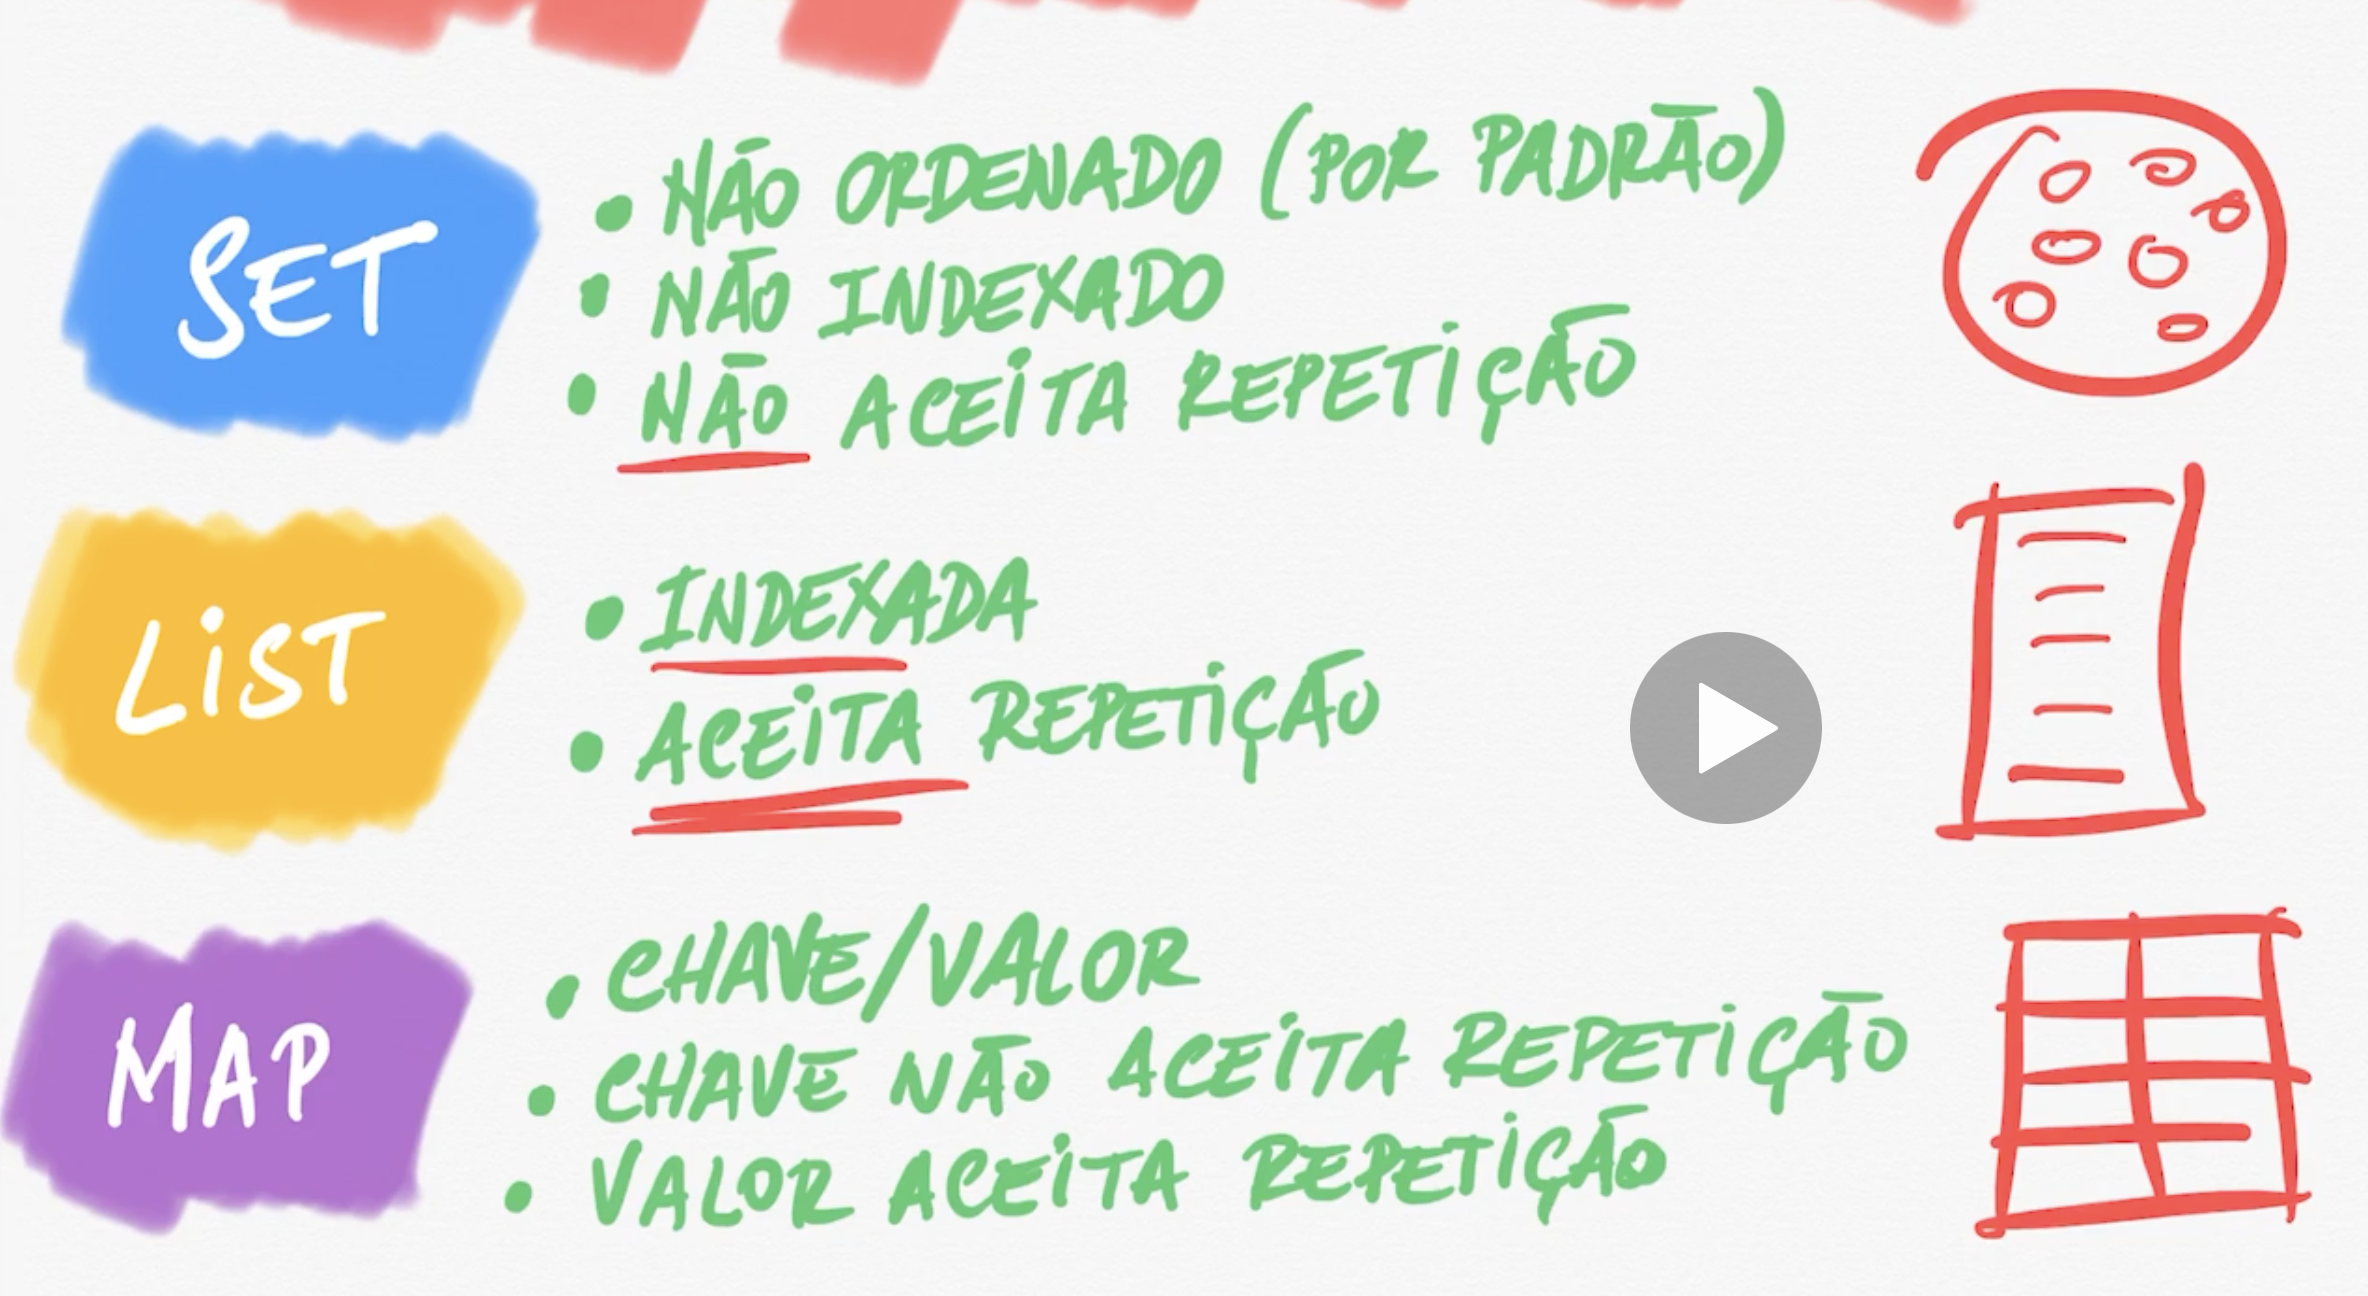 SET
• NÃO ORDENADO (POR PADRÃO)
• NÃO INDEXADO
• NÃO ACEITA REPETIÇÃO
LIST
• INDEXADA
• ACEITA REPETIÇÃO
MAP
• CHAVE/VALOR
• CHAVE NÃO ACEITA REPETIÇÃO
• VALOR ACEITA REPETIÇÃO